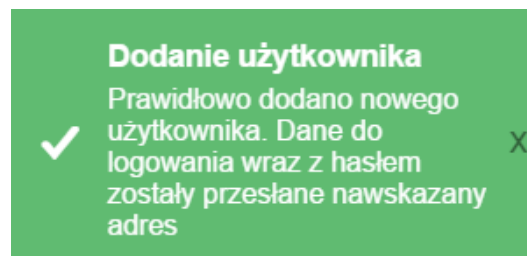 Dodanie użytkownika
Prawidłowo dodano nowego
użytkownika. Dane do
logowania wraz z hasłem
zostały przesłane nawskazany
adres
X